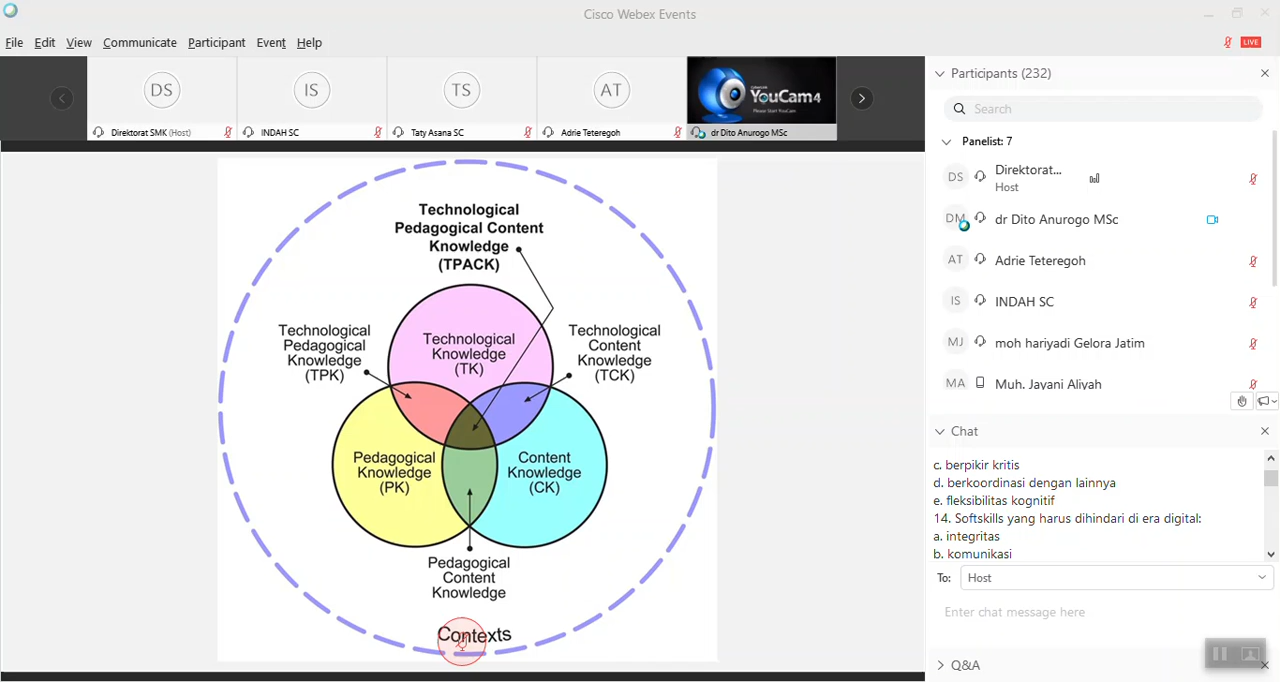 Cisco Webex Events
File Edit View Communicate Participant Event Help
LIVE
DS
IS
TS
AT
YouCam 4
Please Start YouCam
Direktorat SMK (Host)
INDAH SC
Taty Asana SC
Adrie Teteregoh
dr Dito Anurogo MSc
Technological
Pedagogical Content
Knowledge
(TPACK)
Technological
Pedagogical
Knowledge
(TPK)
Technological
Knowledge
(TK)
Technological
Content
Knowledge
(TCK)
Pedagogical
Knowledge
(PK)
Content
Knowledge
(CK)
Pedagogical
Content
Knowledge
Contexts
Participants (232)
Search
Panelist: 7
DS Direktorat...
Host
DM dr Dito Anurogo MSc
AT Adrie Teteregoh
IS INDAH SC
MJ moh hariyadi Gelora Jatim
MA Muh. Jayani Aliyah
Chat
c. berpikir kritis
d. berkoordinasi dengan lainnya
e. fleksibilitas kognitif
14. Softskills yang harus dihindari di era digital:
a. integritas
b. komunikasi
To: Host
Enter chat message here
Q&A